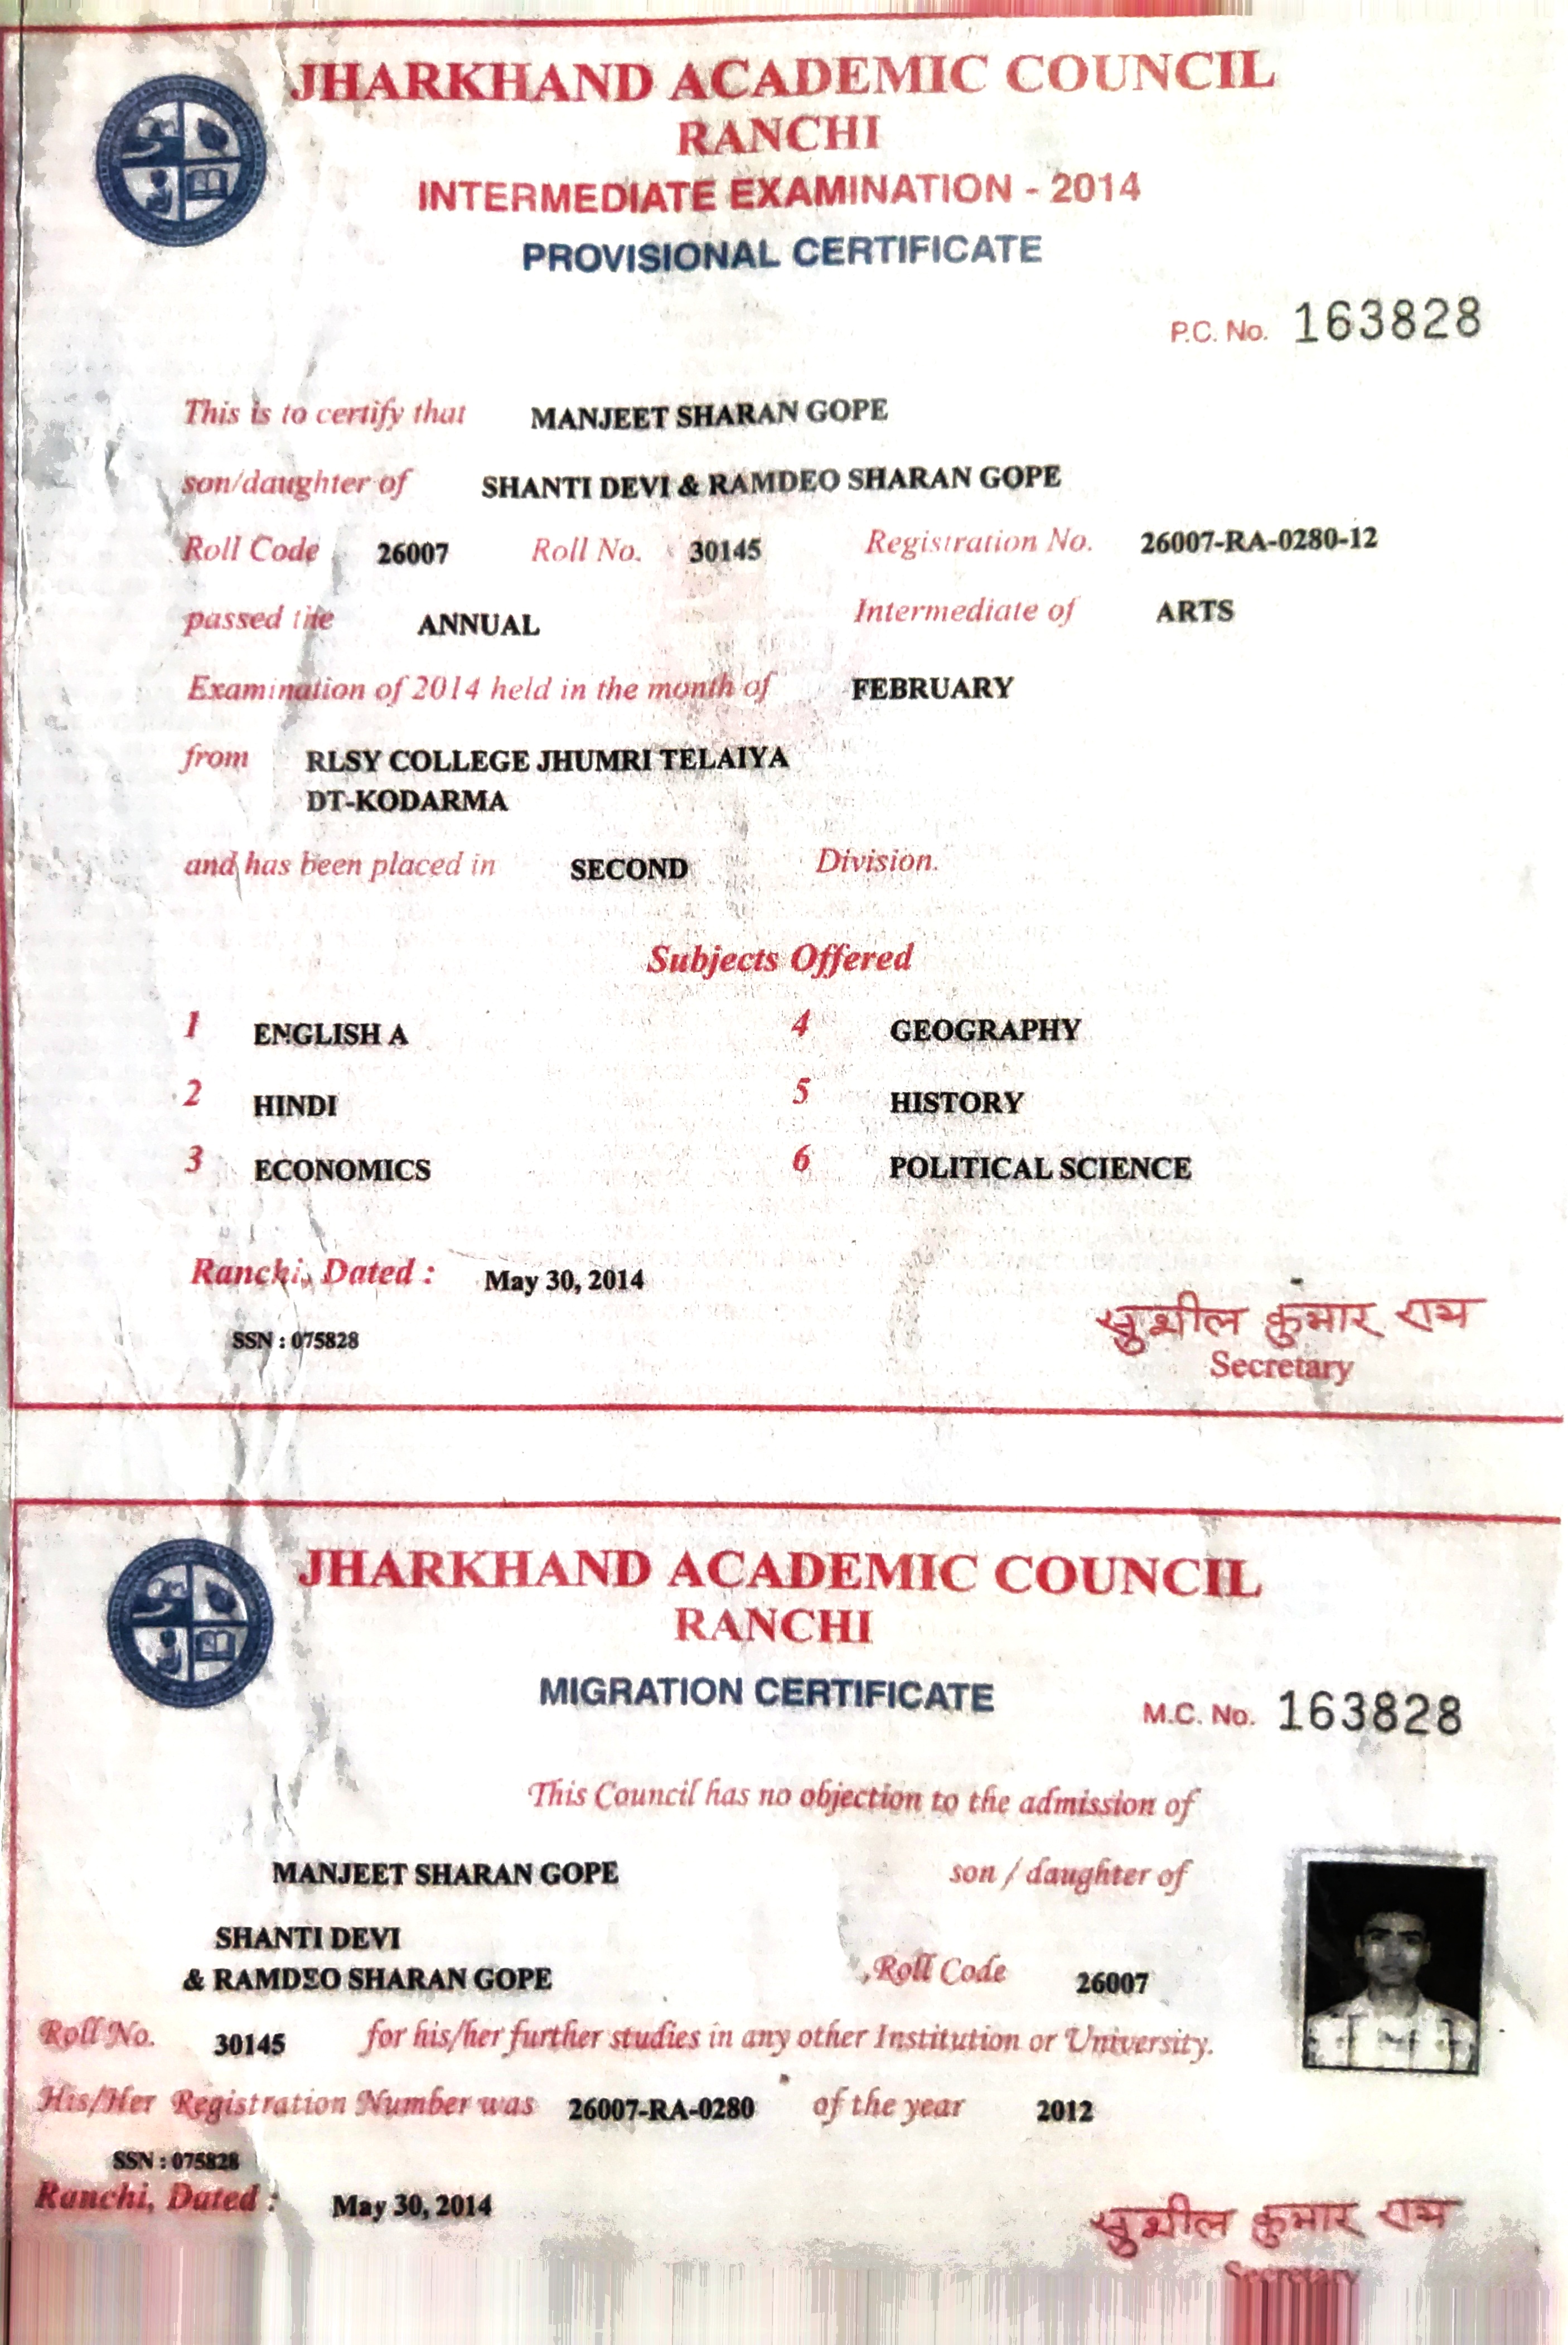 JHARKHAND ACADEMIC COUNCIL
RANCHI
INTERMEDIATE EXAMINATION - 2014
PROVISIONAL CERTIFICATE
P.C. No. 163828
This is to certify that MANJEET SHARAN GOPE
son/daughter of SHANTI DEVI & RAMDEO SHARAN GOPE
Roll Code 26007 Roll No. 30145 Registration No. 26007-RA-0280-12
passed the ANNUAL Intermediate of ARTS
Examination of 2014 held in the month of FEBRUARY
from RLSY COLLEGE JHUMRI TELAIYA
DT-KODARMA
and has been placed in SECOND Division.
Subjects Offered
1 ENGLISH A 4 GEOGRAPHY
2 HINDI 5 HISTORY
3 ECONOMICS 6 POLITICAL SCIENCE
Ranchi, Dated : May 30, 2014
सुशील कुमार राय
SSN : 075828
Secretary
JHARKHAND ACADEMIC COUNCIL
RANCHI
MIGRATION CERTIFICATE
M.C. No. 163828
This Council has no objection to the admission of
MANJEET SHARAN GOPE son / daughter of
SHANTI DEVI
& RAMDEO SHARAN GOPE , Roll Code 26007
Roll No. 30145 for his/her further studies in any other Institution or University.
His/Her Registration Number was 26007-RA-0280 of the year 2012
SSN : 075828
Ranchi, Dated : May 30, 2014
सुशील कुमार राय
Secretary